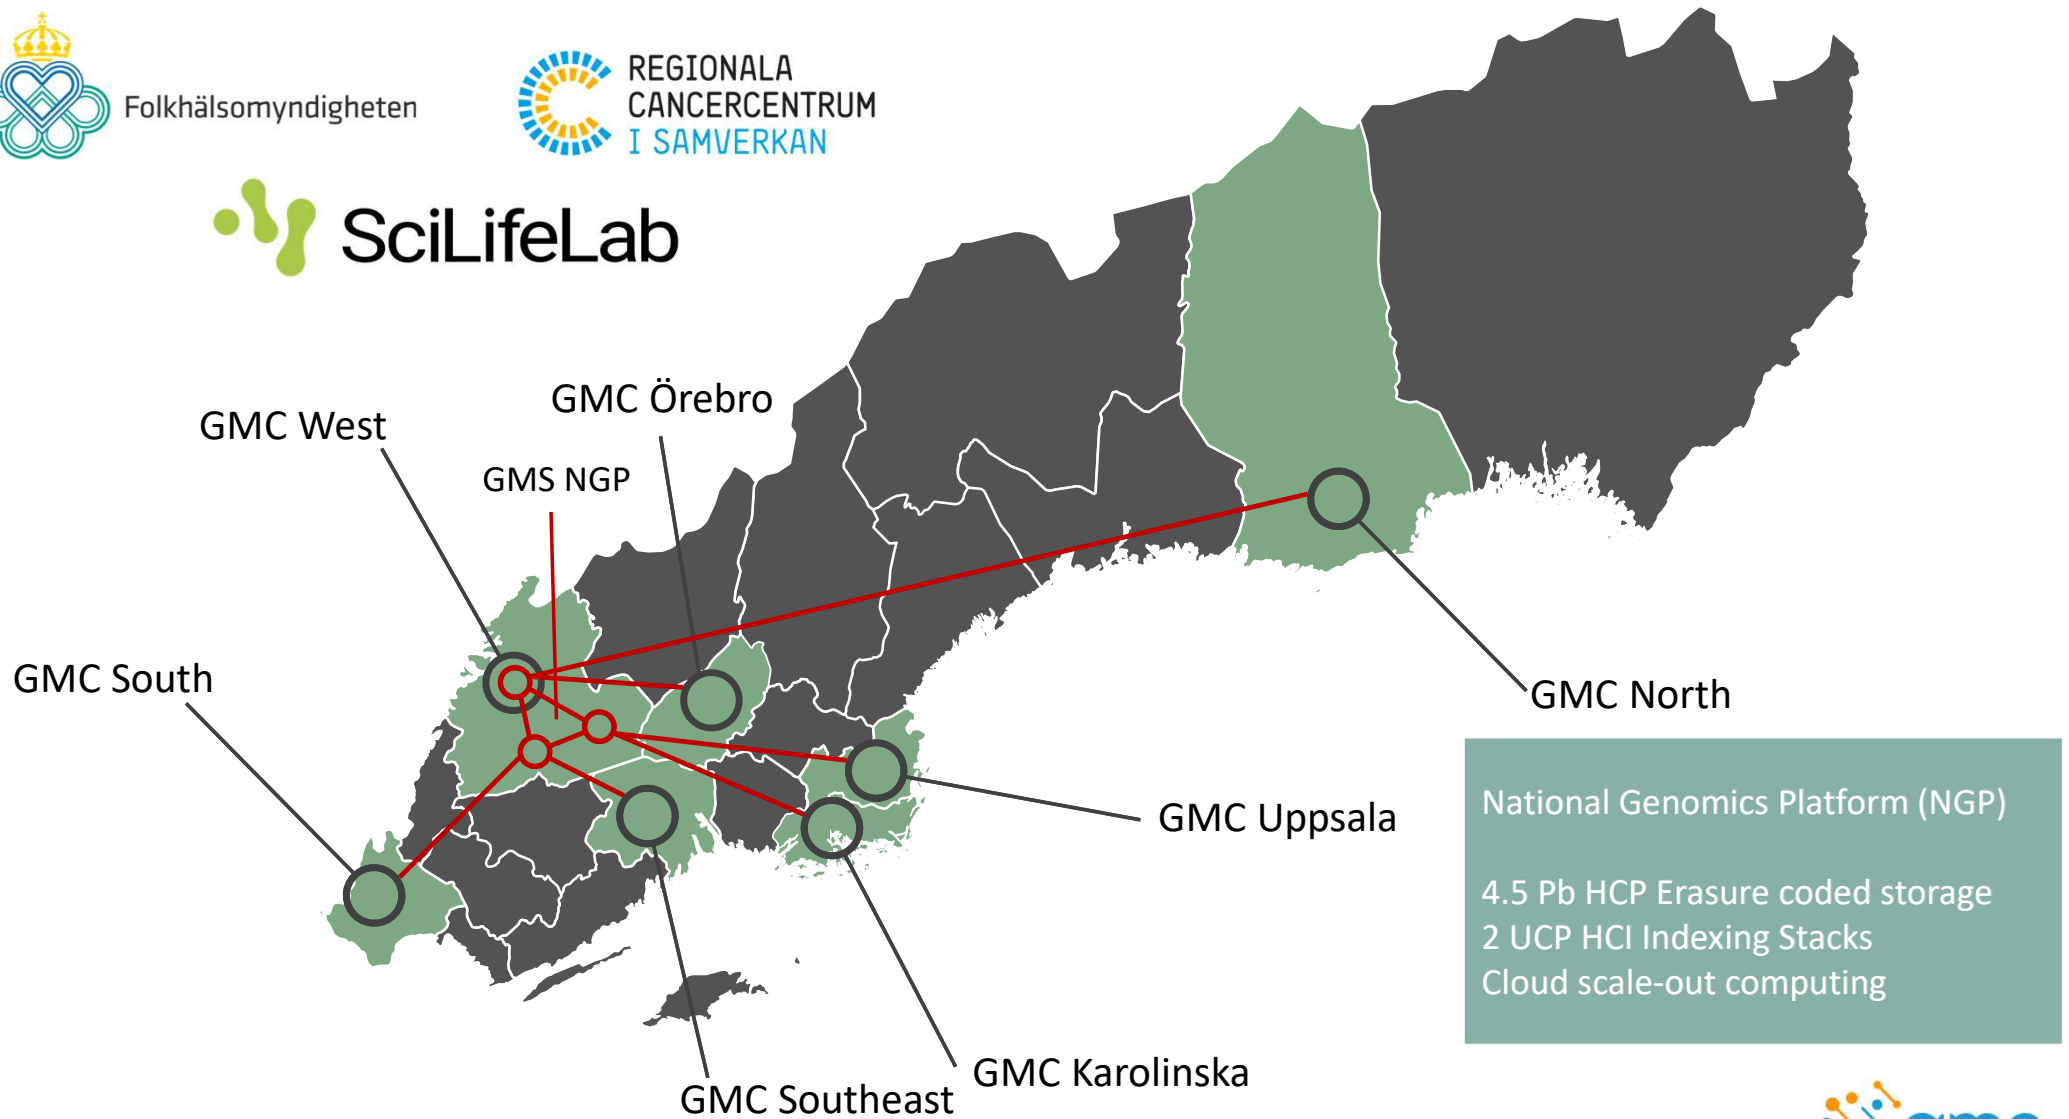 Folkhälsomyndigheten
REGIONALA
CANCERCENTRUM
I SAMVERKAN
SciLifeLab
GMC Örebro
GMC West
GMS NGP
GMC South
GMC North
GMC Uppsala
National Genomics Platform (NGP)
4.5 Pb HCP Erasure coded storage
2 UCP HCI Indexing Stacks
Cloud scale-out computing
GMC Karolinska
GMC Southeast